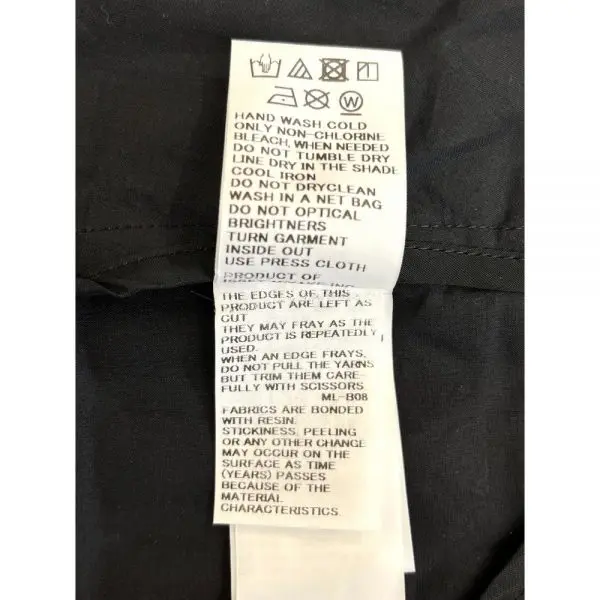 W
HAND WASH COLD
ONLY NON-CHLORINE
BLEACH, WHEN NEEDED
DO NOT TUMBLE DRY
LINE DRY IN THE SHADE
COOL IRON
DO NOT DRYCLEAN
WASH IN A NET BAG
DO NOT OPTICAL
BRIGHTNERS
TURN GARMENT
INSIDE OUT
USE PRESS CLOTH
PRODUCT OF
THE EDGES OF THIS
PRODUCT ARE LEFT AS
CUT
THEY MAY FRAY AS THE
PRODUCT IS REPEATEDLY
USED.
WHEN AN EDGE FRAYS,
DO NOT PULL THE YARNS
BUT TRIM THEM CARE-
FULLY WITH SCISSORS
ML-B08
FABRICS ARE BONDED
WITH RESIN.
STICKINESS, PEELING
OR ANY OTHER CHANGE
MAY OCCUR ON THE
SURFACE AS TIME
(YEARS) PASSES
BECAUSE OF THE
MATERIAL
CHARACTERISTICS.